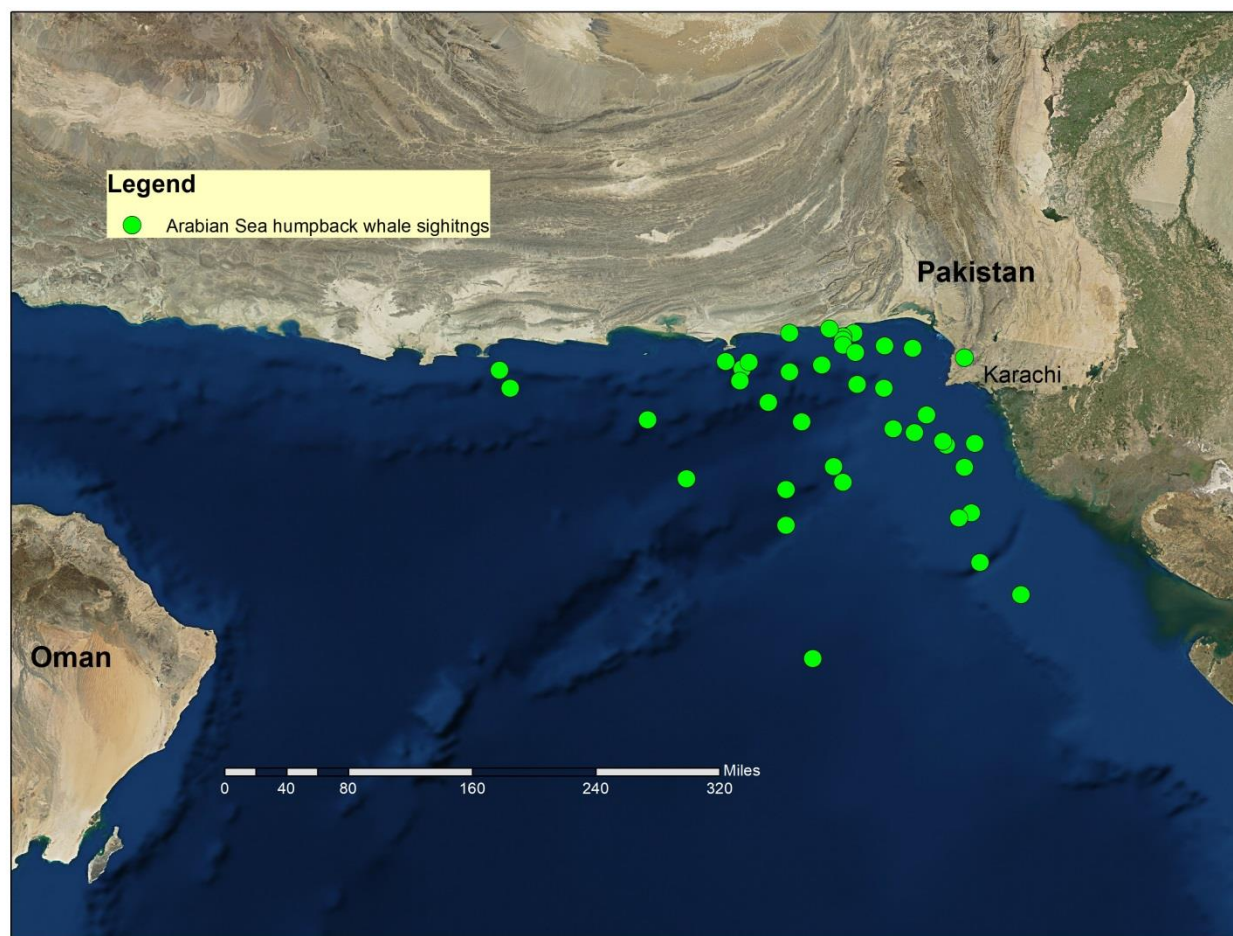 Legend
Arabian Sea humpback whale sighitngs
Pakistan
Karachi
Oman
Miles
0 40 80 160 240 320